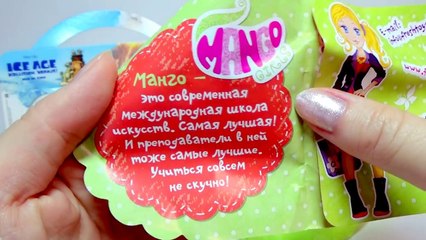 ICE AGE
MANGO
Манго –
это современная
международная школа
искусств. Самая лучшая!
И преподаватели в ней
тоже самые лучшие.
Учиться совсем
не скучно!
E-mail: